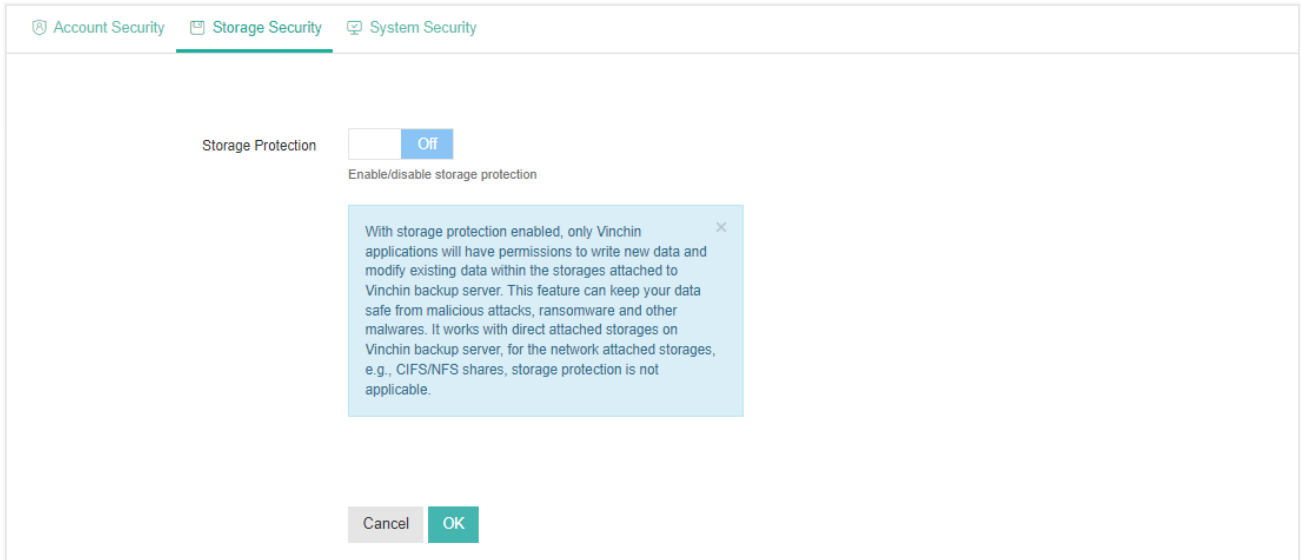 Account Security Storage Security System Security
Storage Protection Off
Enable/disable storage protection
With storage protection enabled, only Vinchin
applications will have permissions to write new data and
modify existing data within the storages attached to
Vinchin backup server. This feature can keep your data
safe from malicious attacks, ransomware and other
malwares. It works with direct attached storages on
Vinchin backup server, for the network attached storages,
e.g., CIFS/NFS shares, storage protection is not
applicable.
Cancel OK